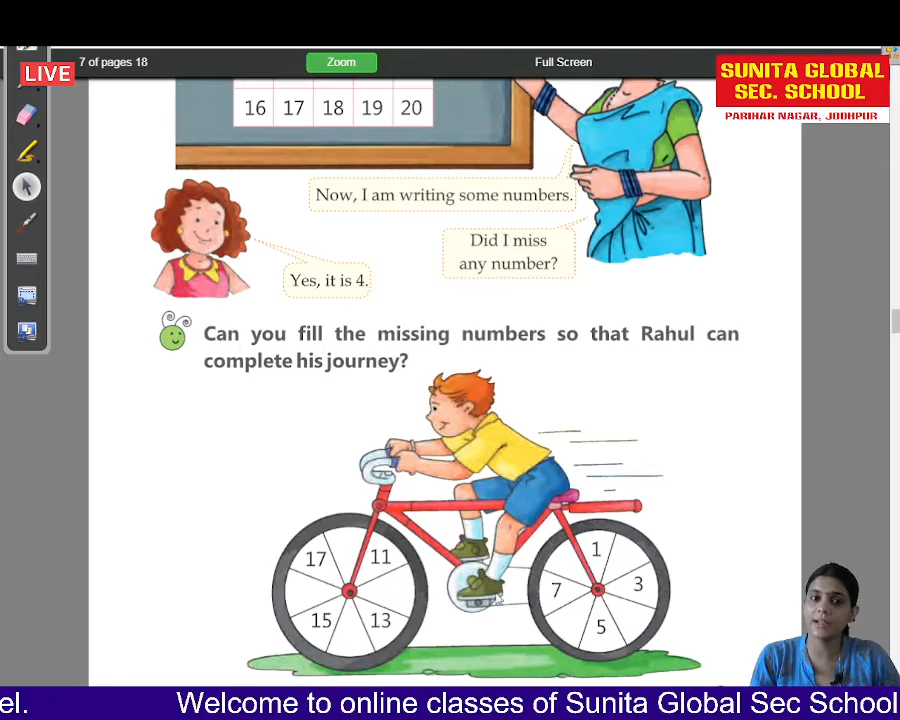 LIVE
7 of pages 18
Zoom
Full Screen
SUNITA GLOBAL
SEC. SCHOOL
PARIHAR NAGAR, JODHPUR
16 17 18 19 20
Now, I am writing some numbers.
Did I miss
any number?
Yes, it is 4.
Can you fill the missing numbers so that Rahul can
complete his journey?
17 11
15 13
1
7 3
5
el. Welcome to online classes of Sunita Global Sec School